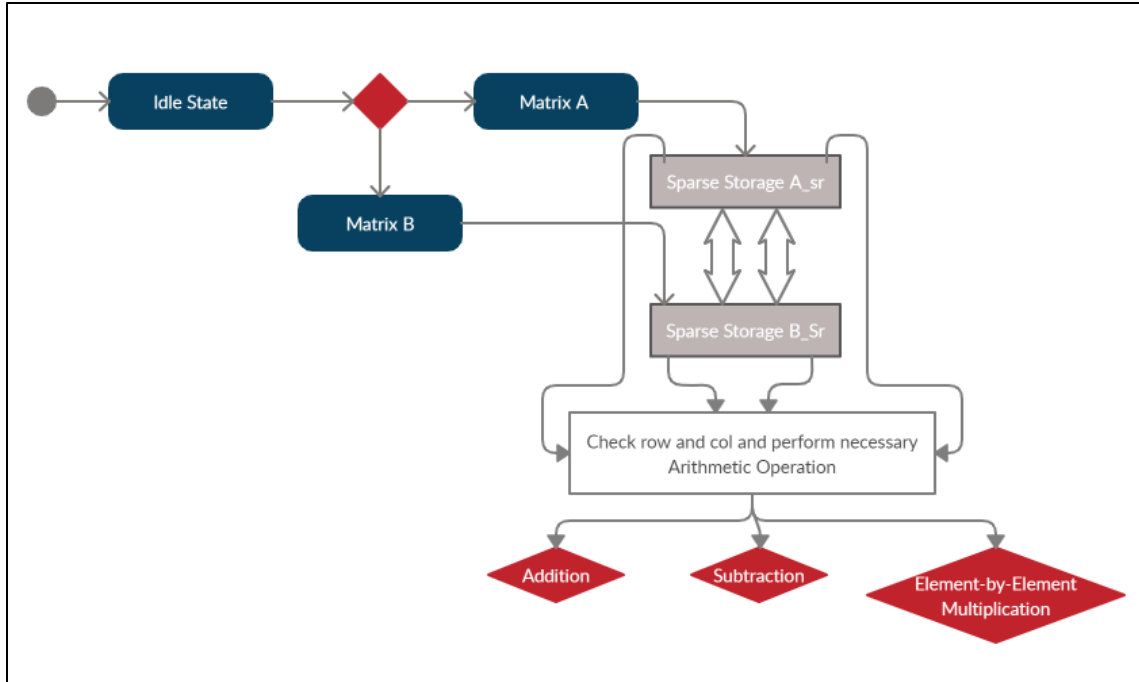 Idle State
Matrix A
Sparse Storage A_sr
Matrix B
Sparse Storage B_Sr
Check row and col and perform necessary
Arithmetic Operation
Addition
Subtraction
Element-by-Element
Multiplication